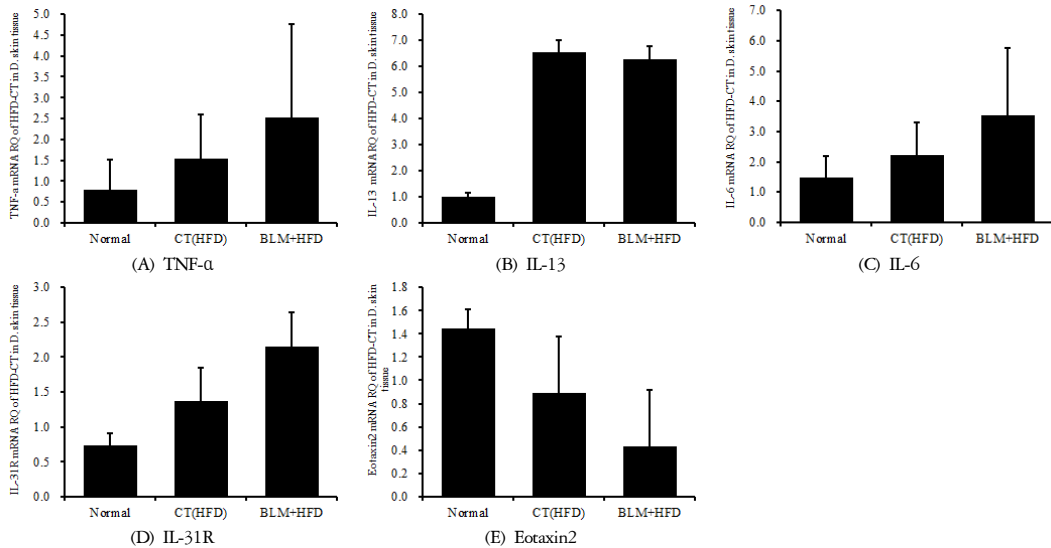 TNF-a mRNA RQ of HFD-CT in D. skin tissue
5.0
4.5
4.0
3.5
3.0
2.5
2.0
1.5
1.0
0.5
0.0
Normal CT(HFD) BLM+HFD
(A) TNF-α
IL-13 mRNA RQ of HFD-CT in D. skin tissue
8.0
7.0
6.0
5.0
4.0
3.0
2.0
1.0
0.0
Normal CT(HFD) BLM+HFD
(B) IL-13
IL-6 mRNA RQ of HFD-CT in D. skin tissue
7.0
6.0
5.0
4.0
3.0
2.0
1.0
0.0
Normal CT(HFD) BLM+HFD
(C) IL-6
IL-31R mRNA RQ of HFD-CT in D. skin tissue
3.0
2.5
2.0
1.5
1.0
0.5
0.0
Normal CT(HFD) BLM+HFD
(D) IL-31R
Eotaxin2 mRNA RQ of HFD-CT in D. skin
tissue
1.8
1.6
1.4
1.2
1.0
0.8
0.6
0.4
0.2
0.0
Normal CT(HFD) BLM+HFD
(E) Eotaxin2